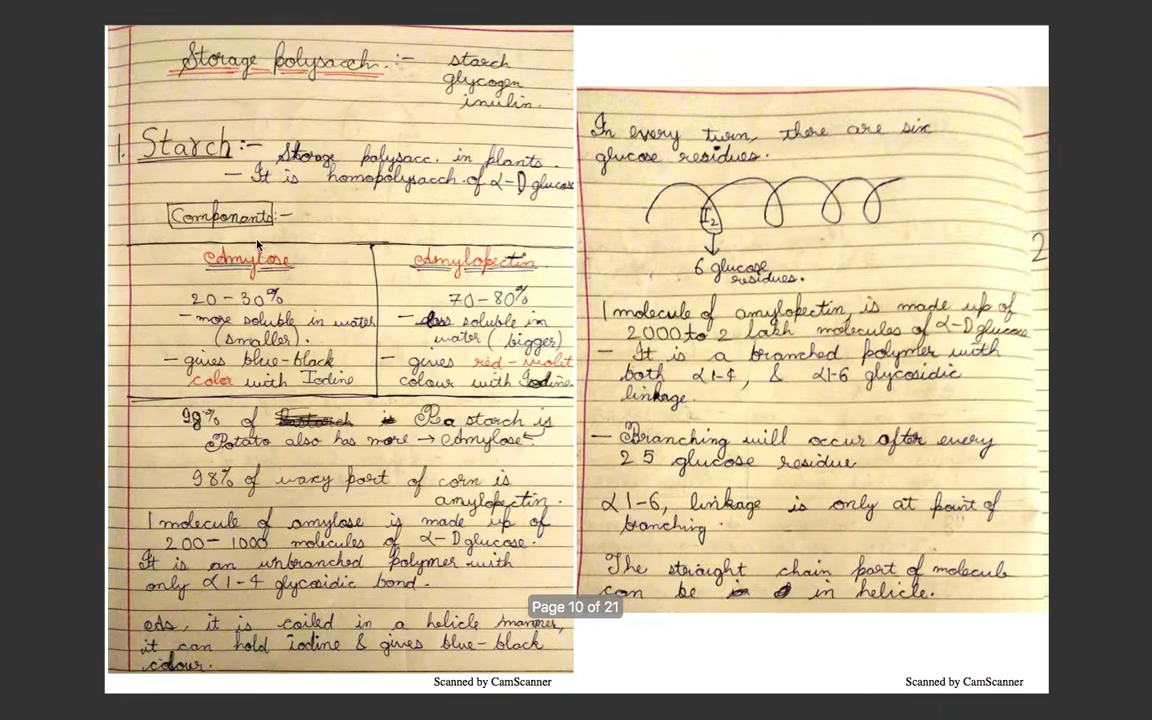 Storage polysacch. :- starch
glycogen
inulin.
1. Starch :- Storage polysacc. in plants.
- It is homopolysacch. of α-D glucose
Components :-
Amylose
20-30%
- more soluble in water
(smaller).
- gives blue-black
color with Iodine
Amylopectin
70-80%
- less soluble in
water (bigger)
- gives red-violet
colour with Iodine.
98% of starch is
Potato also has more → Amylose
98% of waxy part of corn is
amylopectin.
1 molecule of amylose is made up of
200-1000 molecules of α-D glucose.
It is an unbranched polymer with
only α1-4 glycosidic bond.
As, it is coiled in a helicle manner,
it can hold Iodine & gives blue-black
colour.
Scanned by CamScanner
In every turn, there are six
glucose residues.
I2
6 glucose
residues.
1 molecule of amylopectin is made up of
2000 to 2 lakh molecules of α-D glucose
- It is a branched polymer with
both α1-4, & α1-6 glycosidic
linkage.
- Branching will occur after every
25 glucose residue
α1-6, linkage is only at point of
branching.
The straight chain part of molecule
can be in helicle.
2
Scanned by CamScanner
Page 10 of 21